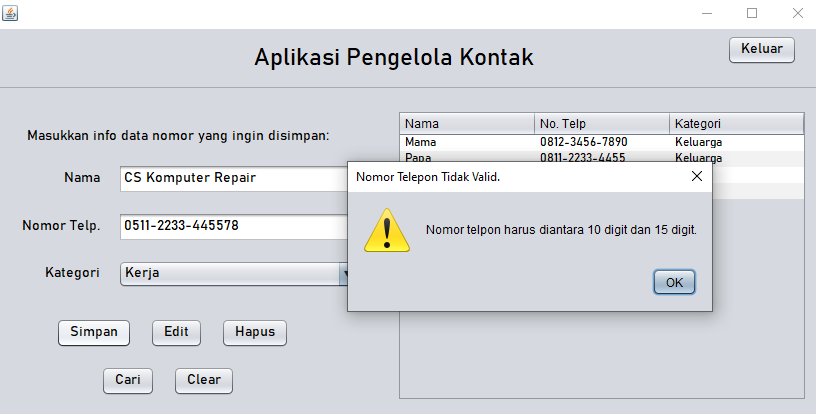 Aplikasi Pengelola Kontak
Keluar
Masukkan info data nomor yang ingin disimpan:
Nama
CS Komputer Repair
Nomor Telp.
0511-2233-445578
Kategori
Kerja
Simpan
Edit
Hapus
Cari
Clear
Nama No. Telp Kategori
Mama 0812-3456-7890 Keluarga
Papa 0811-2233-4455 Keluarga
Nomor Telepon Tidak Valid.
Nomor telpon harus diantara 10 digit dan 15 digit.
OK